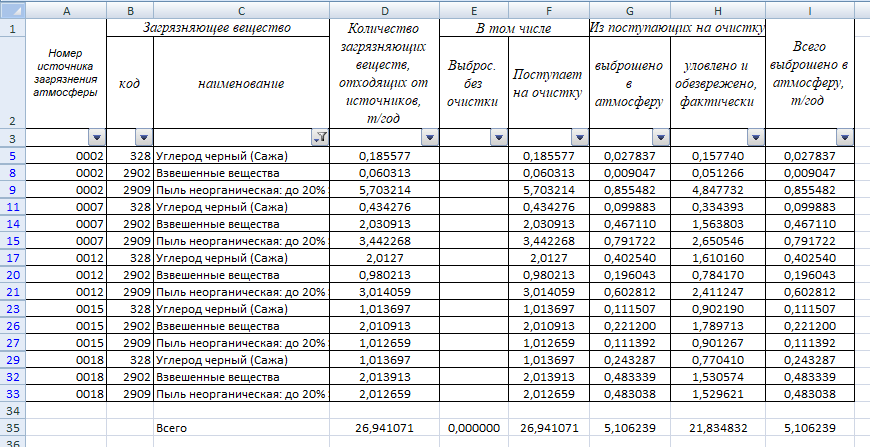 A B C D E F G H I
1 Загрязняющее вещество Количество загрязняющих веществ, отходящих от источников, т/год В том числе Из поступающих на очистку Всего выброшено в атмосферу, т/год
2 Номер источника загрязнения атмосферы код наименование Выброс. без очистки Поступает на очистку выброшено в атмосферу уловлено и обезврежено, фактически
3
5 0002 328 Углерод черный (Сажа) 0,185577 0,185577 0,027837 0,157740 0,027837
8 0002 2902 Взвешенные вещества 0,060313 0,060313 0,009047 0,051266 0,009047
9 0002 2909 Пыль неорганическая: до 20% 5,703214 5,703214 0,855482 4,847732 0,855482
11 0007 328 Углерод черный (Сажа) 0,434276 0,434276 0,099883 0,334393 0,099883
14 0007 2902 Взвешенные вещества 2,030913 2,030913 0,467110 1,563803 0,467110
15 0007 2909 Пыль неорганическая: до 20% 3,442268 3,442268 0,791722 2,650546 0,791722
17 0012 328 Углерод черный (Сажа) 2,0127 2,0127 0,402540 1,610160 0,402540
20 0012 2902 Взвешенные вещества 0,980213 0,980213 0,196043 0,784170 0,196043
21 0012 2909 Пыль неорганическая: до 20% 3,014059 3,014059 0,602812 2,411247 0,602812
23 0015 328 Углерод черный (Сажа) 1,013697 1,013697 0,111507 0,902190 0,111507
26 0015 2902 Взвешенные вещества 2,010913 2,010913 0,221200 1,789713 0,221200
27 0015 2909 Пыль неорганическая: до 20% 1,012659 1,012659 0,111392 0,901267 0,111392
29 0018 328 Углерод черный (Сажа) 1,013697 1,013697 0,243287 0,770410 0,243287
32 0018 2902 Взвешенные вещества 2,013913 2,013913 0,483339 1,530574 0,483339
33 0018 2909 Пыль неорганическая: до 20% 2,012659 2,012659 0,483038 1,529621 0,483038
34
35 Всего 26,941071 0,000000 26,941071 5,106239 21,834832 5,106239
36